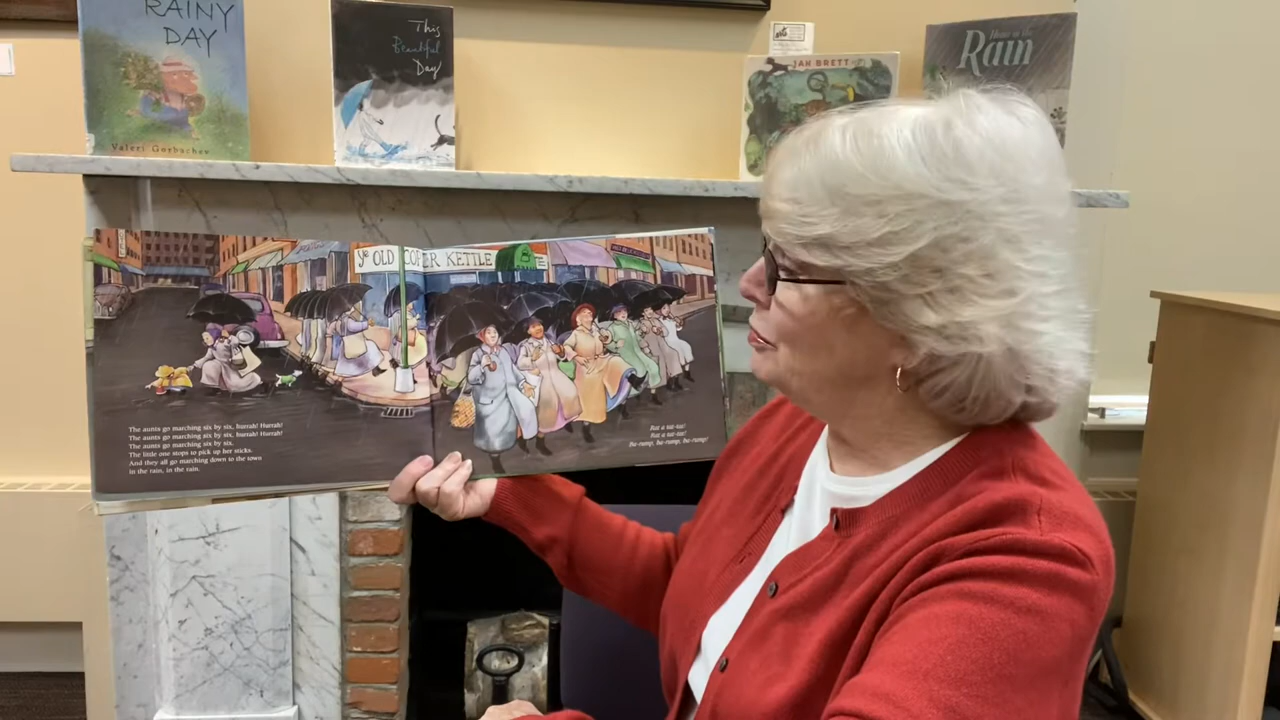 RAINY
DAY
Valeri Gorbachev
This
Beautiful
Day
JAN BRETT
Rain
Ye OLD COPPER KETTLE
The aunts go marching six by six, hurrah! Hurrah!
The aunts go marching six by six, hurrah! Hurrah!
The aunts go marching six by six.
The little one stops to pick up her sticks.
And they all go marching down to the town
in the rain, in the rain.
Rat a tat-tat!
Rat a tat-tat!
Ba-rump, ba-rump, ba-rump!